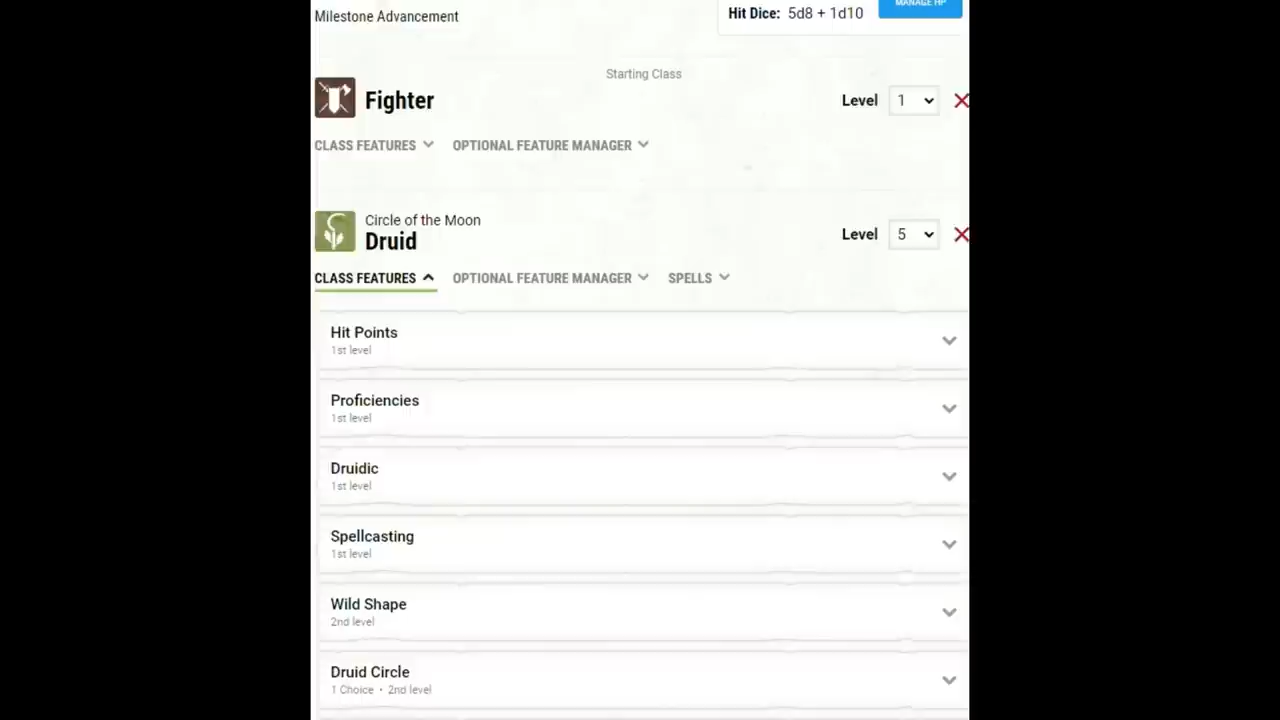 Milestone Advancement
Hit Dice: 5d8 + 1d10
MANAGE HP
Starting Class
Fighter
Level 1
CLASS FEATURES OPTIONAL FEATURE MANAGER
Circle of the Moon
Druid
Level 5
CLASS FEATURES OPTIONAL FEATURE MANAGER SPELLS
Hit Points
1st level
Proficiencies
1st level
Druidic
1st level
Spellcasting
1st level
Wild Shape
2nd level
Druid Circle
1 Choice • 2nd level